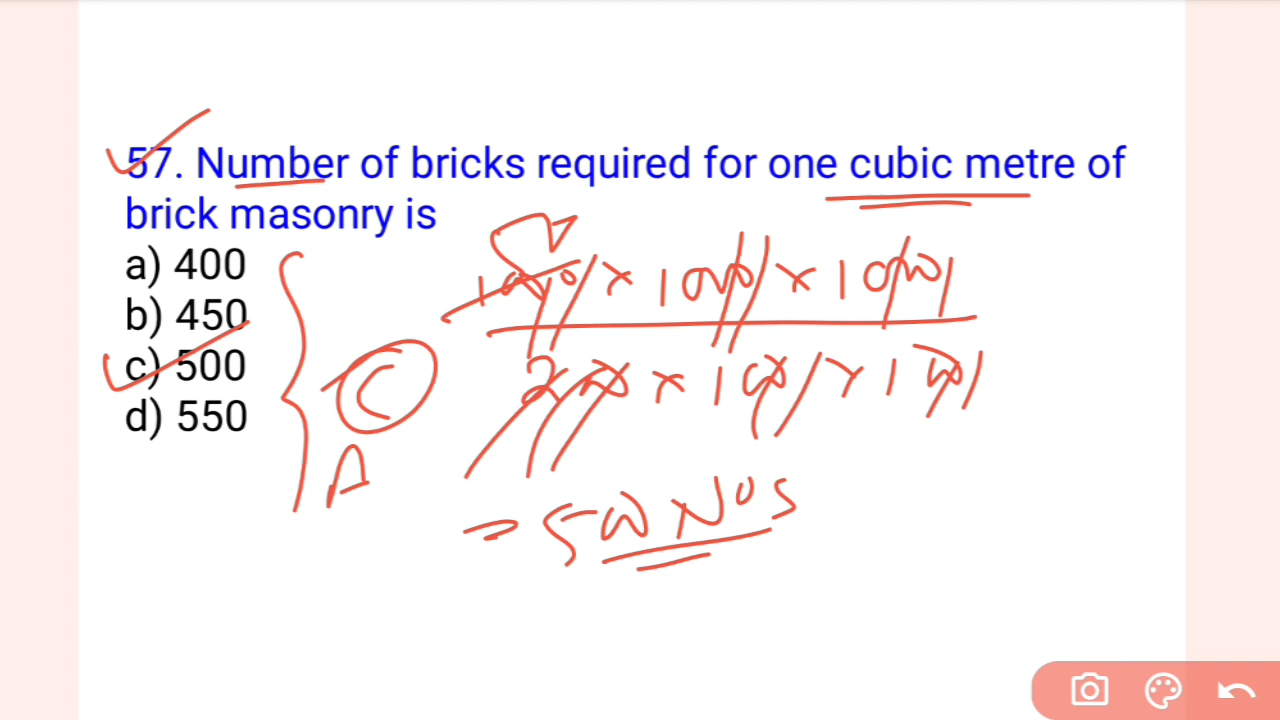 57. Number of bricks required for one cubic metre of
brick masonry is
a) 400
b) 450
c) 500
d) 550
1000 × 1000 × 1000
200 × 100 × 100
= 500 Nos
C
A